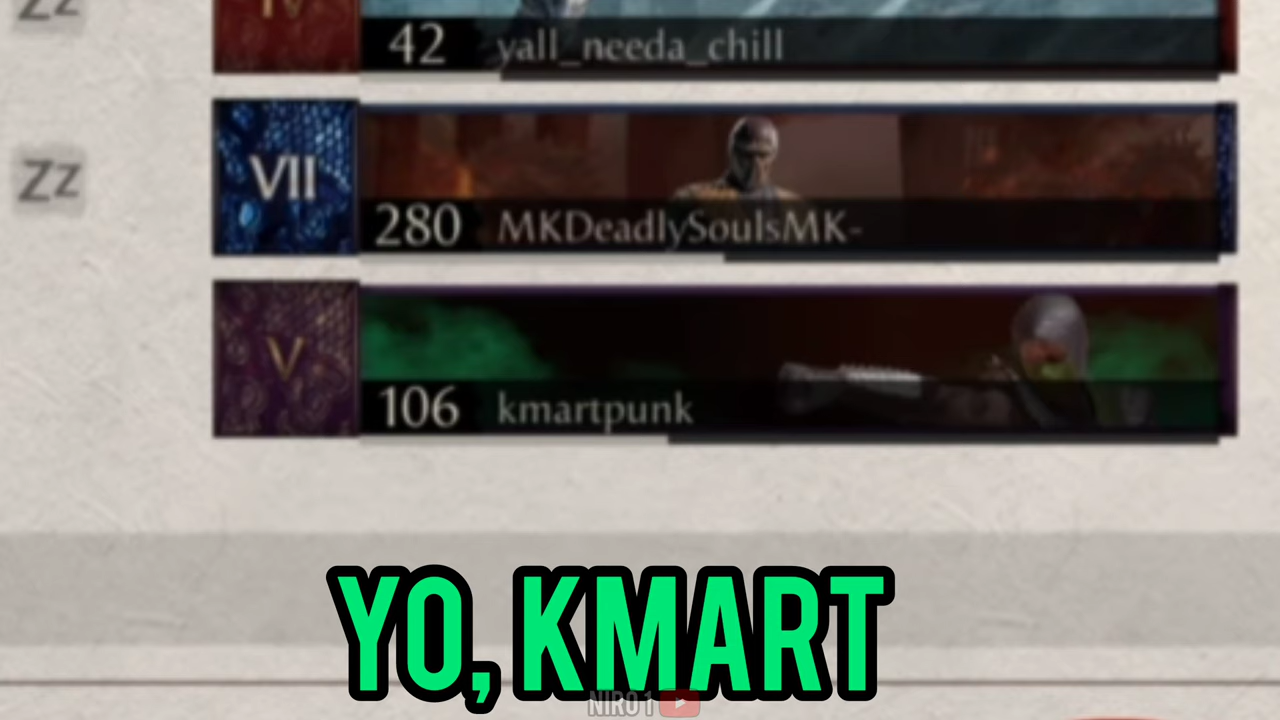 Zz
IV
42 yall_needa_chill
Zz
VII
280 MKDeadlySoulsMK-
V
106 kmartpunk
YO, KMART
NIRO 1